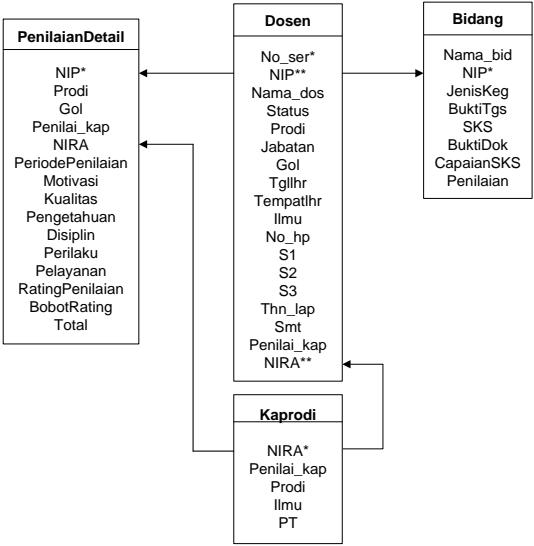 PenilaianDetail
NIP*
Prodi
Gol
Penilai_kap
NIRA
PeriodePenilaian
Motivasi
Kualitas
Pengetahuan
Disiplin
Perilaku
Pelayanan
RatingPenilaian
BobotRating
Total
Dosen
No_ser*
NIP**
Nama_dos
Status
Prodi
Jabatan
Gol
Tgllhr
Tempatlhr
Ilmu
No_hp
S1
S2
S3
Thn_lap
Smt
Penilai_kap
NIRA**
Bidang
Nama_bid
NIP*
JenisKeg
BuktiTgs
SKS
BuktiDok
CapaianSKS
Penilaian
Kaprodi
NIRA*
Penilai_kap
Prodi
Ilmu
PT